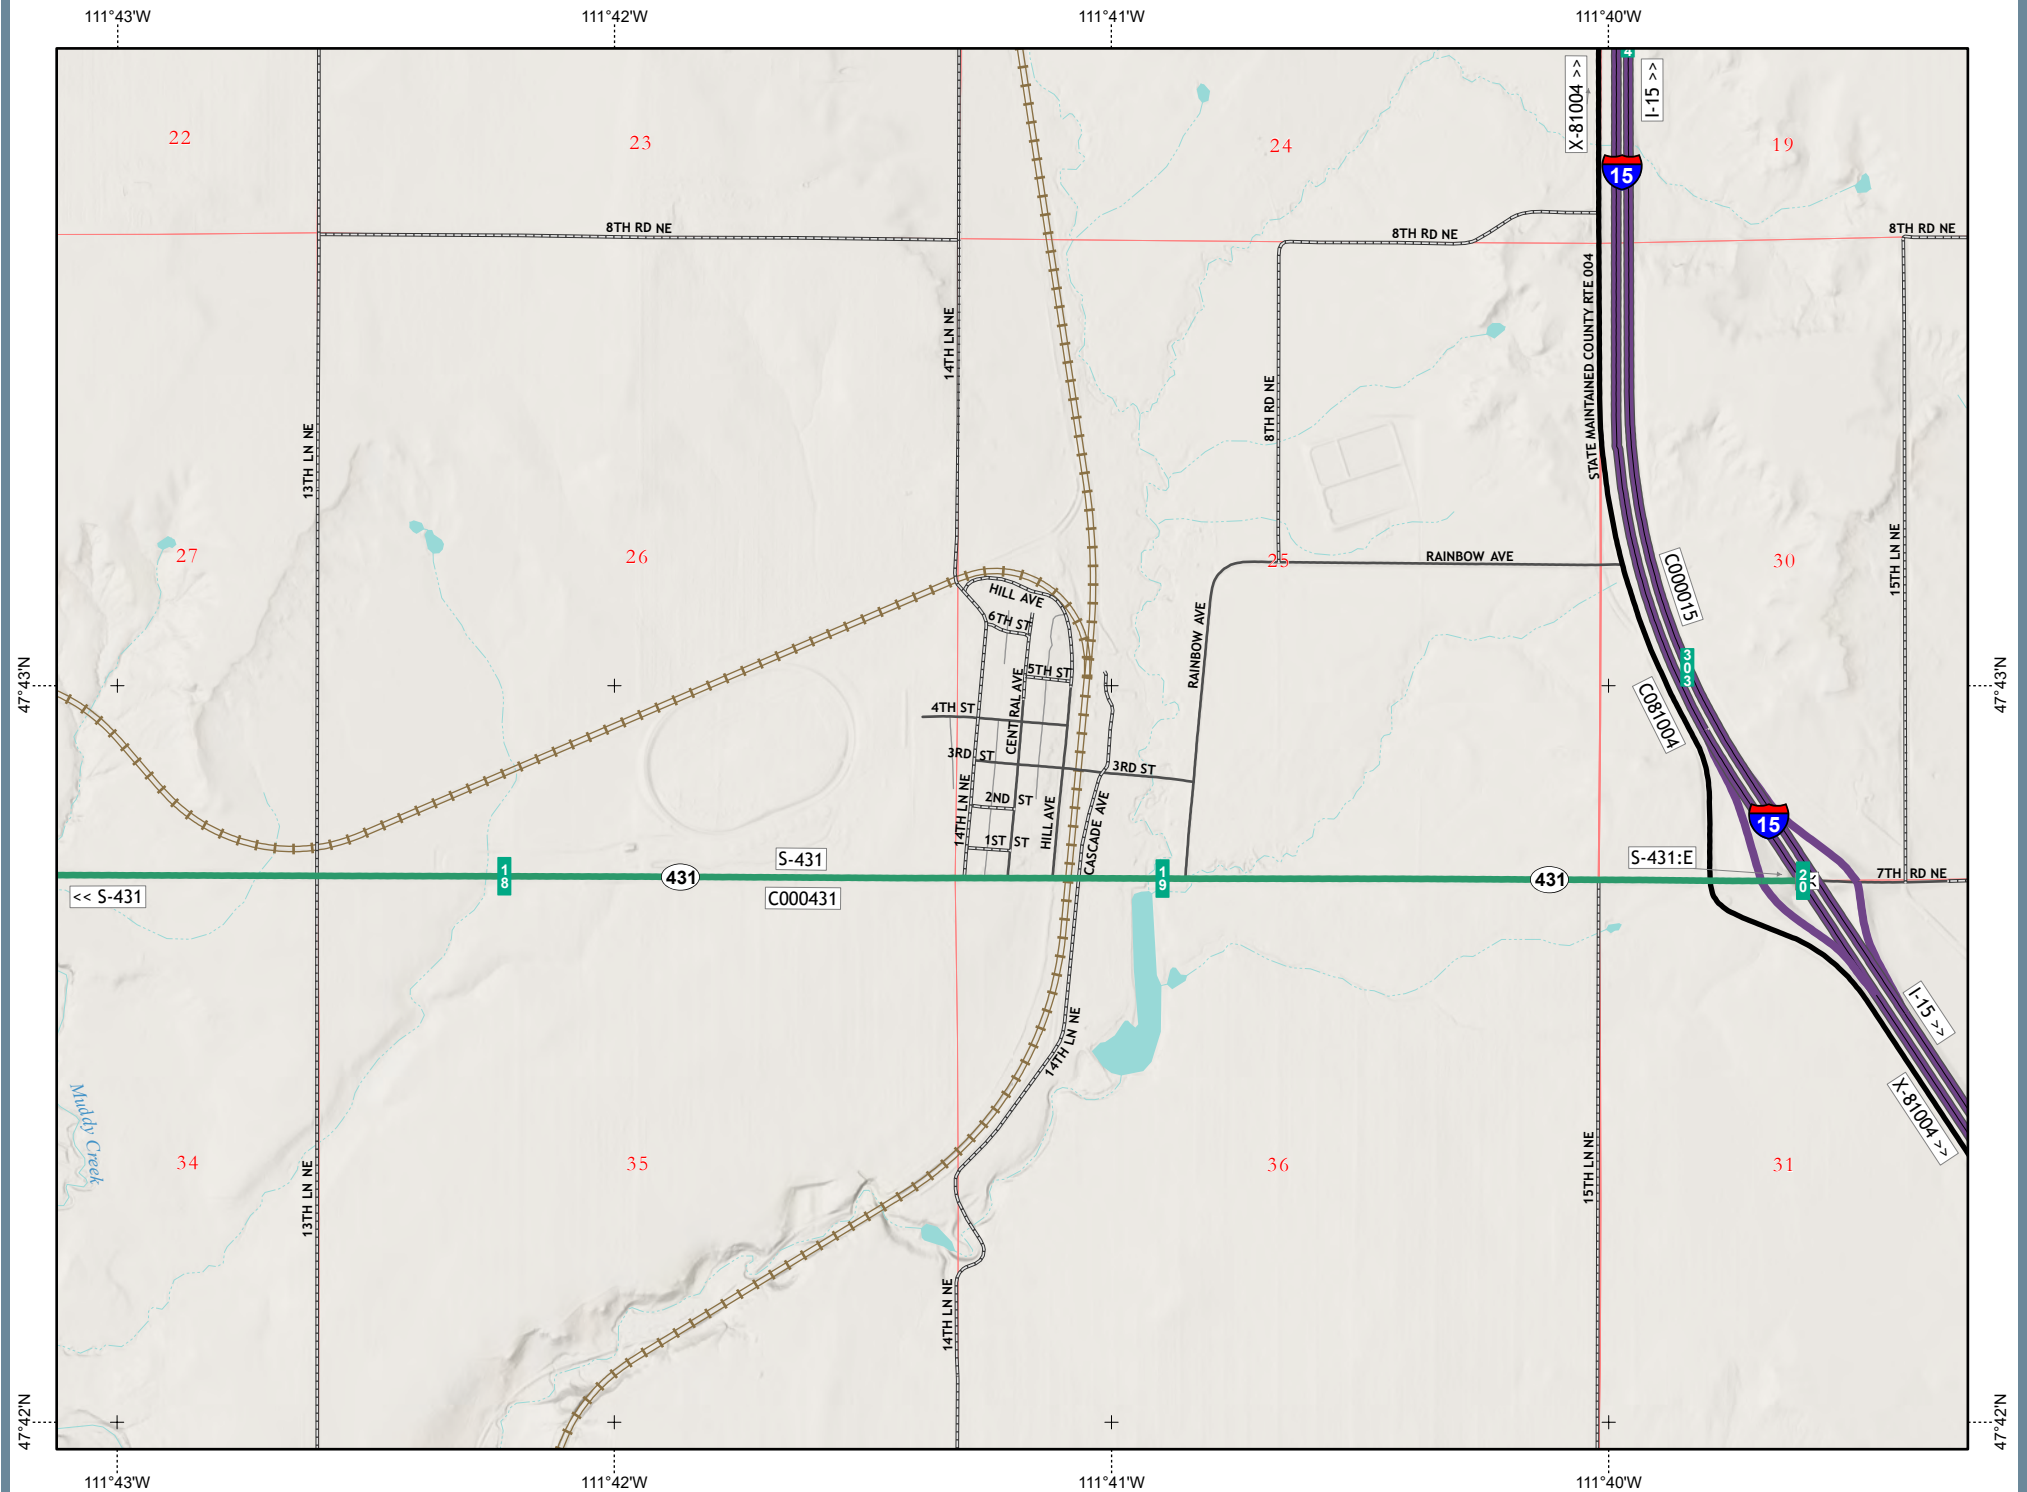 111°43'W
111°42'W
111°41'W
111°40'W
X-81004 >>
4
I-15 >>
22
23
24
19
15
8TH RD NE
8TH RD NE
8TH RD NE
14TH LN NE
STATE MAINTAINED COUNTY RTE 004
8TH RD NE
13TH LN NE
27
26
25
30
RAINBOW AVE
15TH LN NE
C000015
HILL AVE
6TH ST
RAINBOW AVE
47°43'N
47°43'N
5TH ST
303
CENTRAL AVE
C081004
4TH ST
3RD ST
3RD ST
14TH LN NE
2ND ST
HILL AVE
CASCADE AVE
15
1ST ST
S-431
S-431:E
18
431
19
431
20
7TH RD NE
<< S-431
C000431
I-15 >>
14TH LN NE
Muddy Creek
X-81004 >>
34
35
36
31
13TH LN NE
15TH LN NE
14TH LN NE
47°42'N
47°42'N
111°43'W
111°42'W
111°41'W
111°40'W